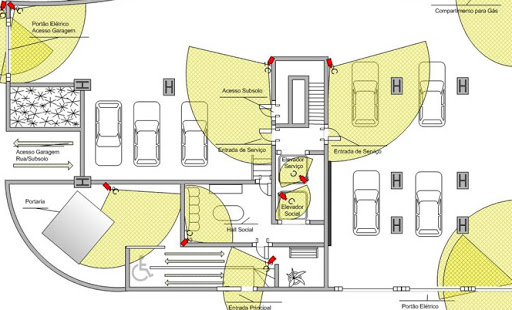 Portão Elétrico
Acesso Garagem
Compartimento para Gás
Acesso Subsolo
Acesso Garagem
Rua/Subsolo
Entrada de Serviço
Entrada de Serviço
Elevador
Serviço
Elevador
Social
Portaria
Hall Social
Entrada Principal
Portão Elétrico